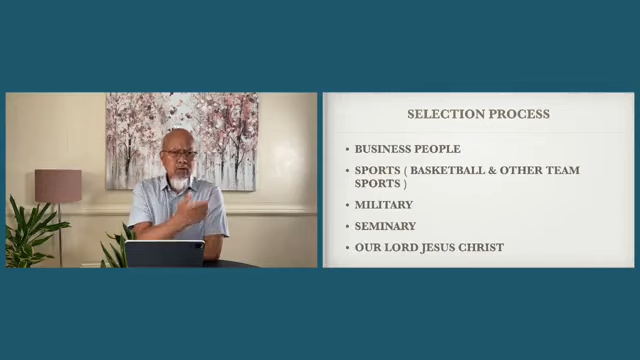 SELECTION PROCESS
• BUSINESS PEOPLE
• SPORTS ( BASKETBALL & OTHER TEAM
SPORTS )
• MILITARY
• SEMINARY
• OUR LORD JESUS CHRIST